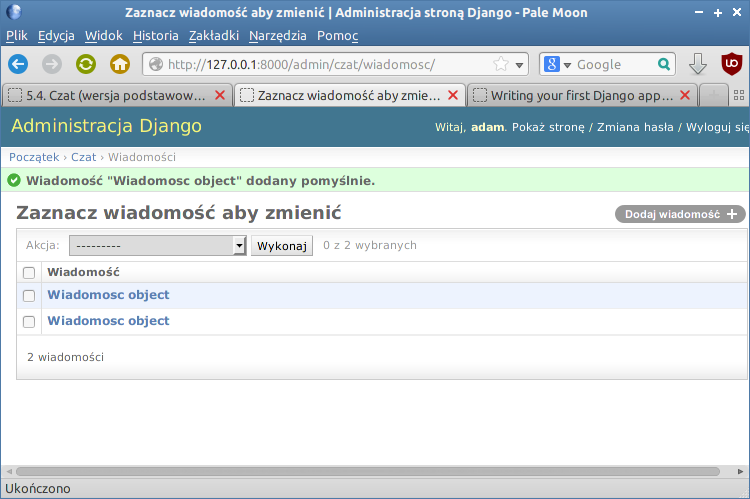 Zaznacz wiadomość aby zmienić | Administracja stroną Django - Pale Moon
Plik Edycja Widok Historia Zakładki Narzędzia Pomoc
http://127.0.0.1:8000/admin/czat/wiadomosc/ Google
5.4. Czat (wersja podstawow... Zaznacz wiadomość aby zmie... Writing your first Django app...
Administracja Django
Witaj, adam. Pokaż stronę / Zmiana hasła / Wyloguj się
Początek › Czat › Wiadomości
Wiadomość "Wiadomosc object" dodany pomyślnie.
Zaznacz wiadomość aby zmienić
Dodaj wiadomość +
Akcja: --------- Wykonaj 0 z 2 wybranych
Wiadomość
Wiadomosc object
Wiadomosc object
2 wiadomości
Ukończono